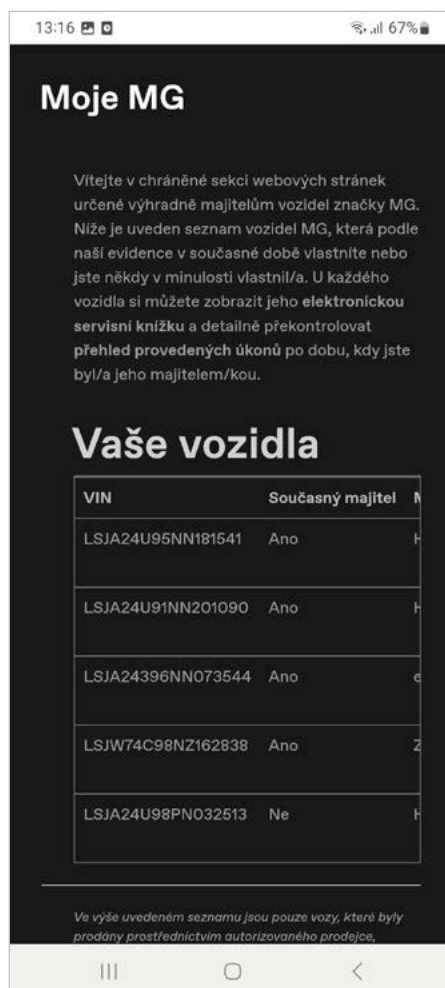 13:16 67%
Moje MG
Vítejte v chráněné sekci webových stránek
určené výhradně majitelům vozidel značky MG.
Níže je uveden seznam vozidel MG, která podle
naší evidence v současné době vlastníte nebo
jste někdy v minulosti vlastnil/a. U každého
vozidla si můžete zobrazit jeho elektronickou
servisní knížku a detailně překontrolovat
přehled provedených úkonů po dobu, kdy jste
byl/a jeho majitelem/kou.
Vaše vozidla
VIN Současný majitel
LSJA24U95NN181541 Ano
LSJA24U91NN201090 Ano
LSJA24396NN073544 Ano e
LSJW74C98NZ162838 Ano Z
LSJA24U98PN032513 Ne
Ve výše uvedeném seznamu jsou pouze vozy, které byly
prodány prostřednictvím autorizovaného prodejce,